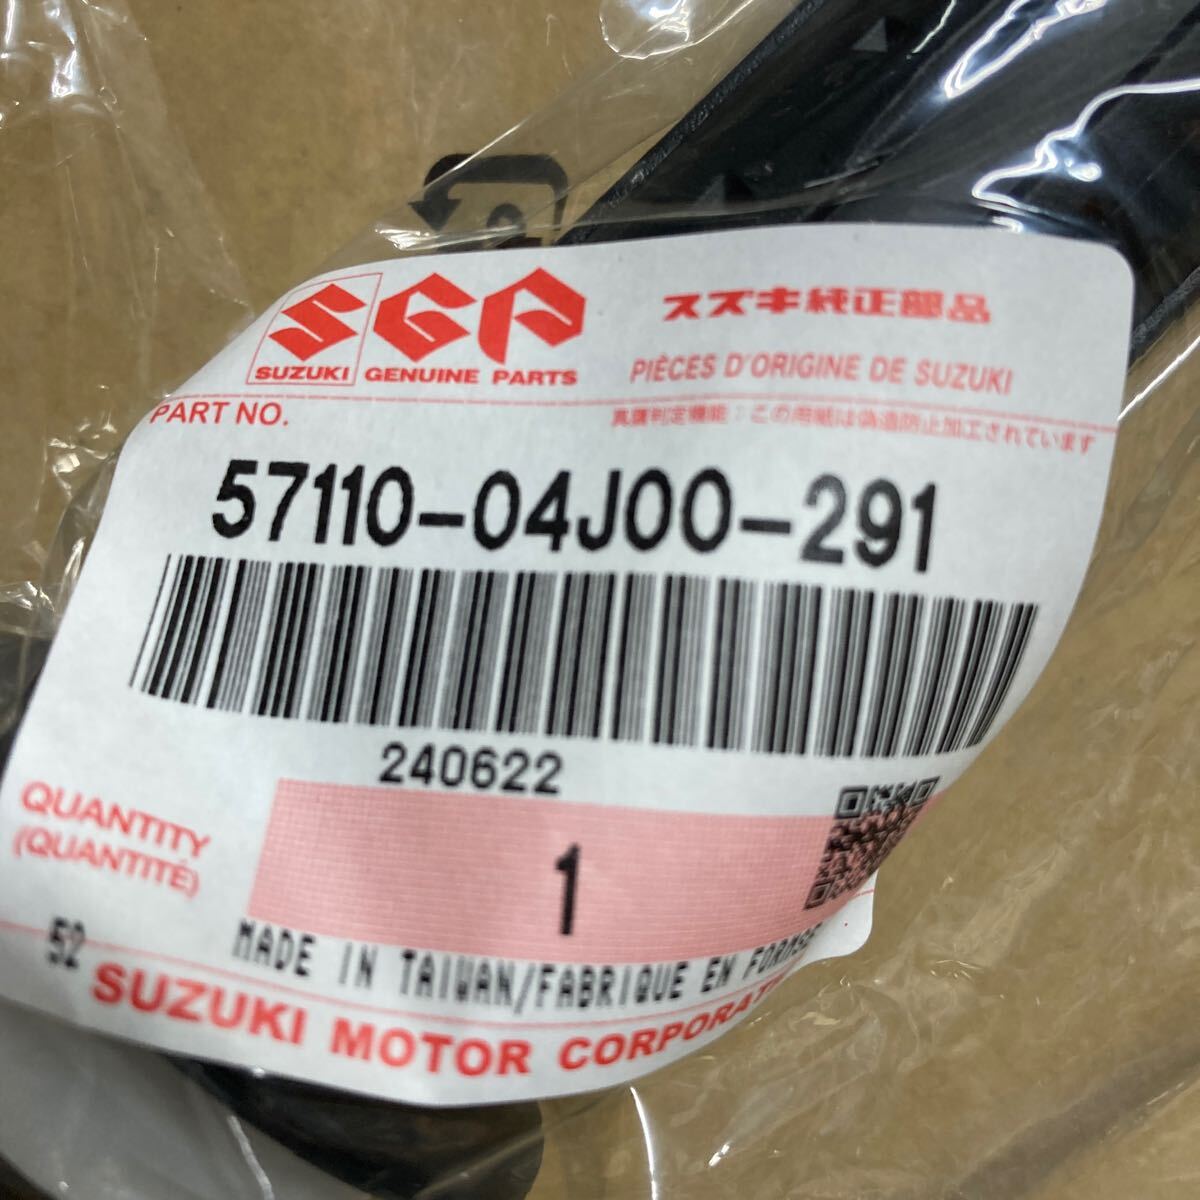 SGP スズキ純正部品
SUZUKI GENUINE PARTS PIÈCES D'ORIGINE DE SUZUKI
PART NO. 真贋判定機能：この用紙は偽造防止加工されています
57110-04J00-291
240622
QUANTITY
(QUANTITÉ)
1
52 MADE IN TAIWAN/FABRIQUE EN FORMSE
SUZUKI MOTOR CORPORATI